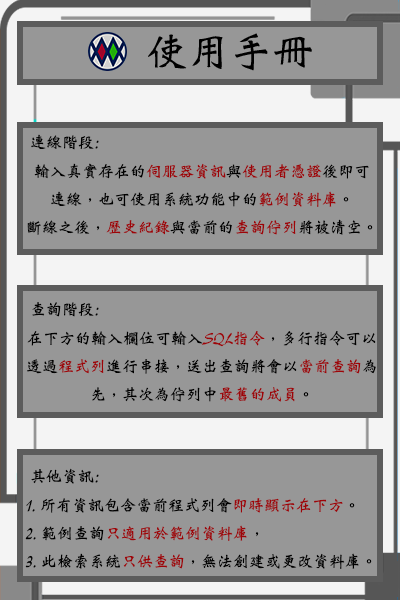 使用手冊
連線階段:
輸入真實存在的伺服器資訊與使用者憑證後即可
連線，也可使用系統功能中的範例資料庫。
斷線之後，歷史紀錄與當前的查詢佇列將被清空。
查詢階段:
在下方的輸入欄位可輸入SQL指令，多行指令可以
透過程式列進行串接，送出查詢將會以當前查詢為
先，其次為佇列中最舊的成員。
其他資訊:
1. 所有資訊包含當前程式列會即時顯示在下方。
2. 範例查詢只適用於範例資料庫，
3. 此檢索系統只供查詢，無法創建或更改資料庫。